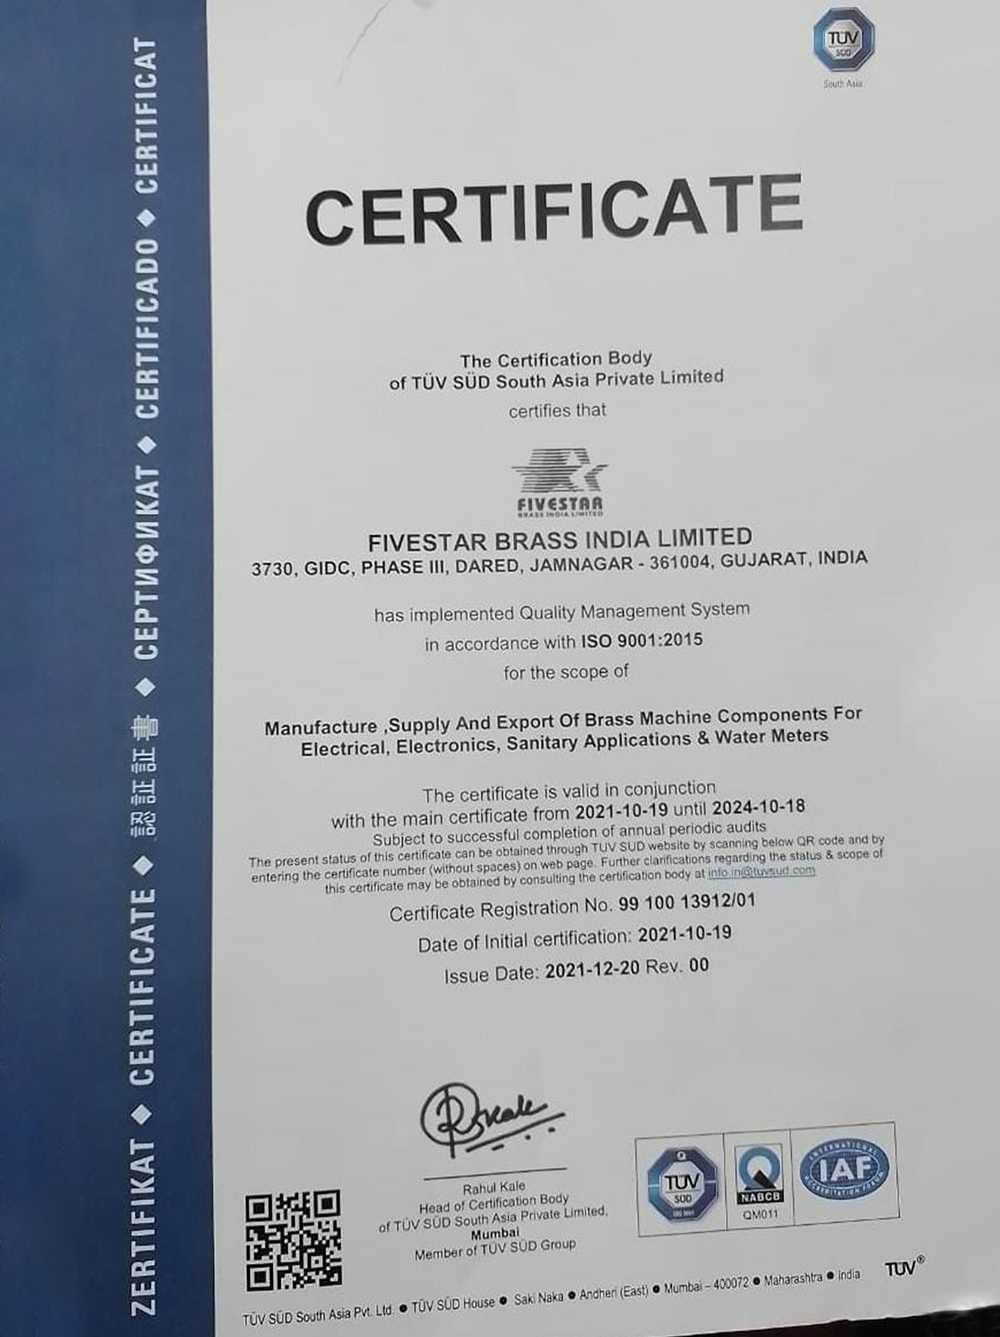 ZERTIFIKAT ◆ CERTIFICATE ◆ 認証証書 ◆ СЕРТИФИКАТ ◆ CERTIFICADO ◆ CERTIFICAT
TÜV
SÜD
South Asia
CERTIFICATE
The Certification Body
of TÜV SÜD South Asia Private Limited
certifies that
FIVESTAR
BRASS INDIA LIMITED
FIVESTAR BRASS INDIA LIMITED
3730, GIDC, PHASE III, DARED, JAMNAGAR - 361004, GUJARAT, INDIA
has implemented Quality Management System
in accordance with ISO 9001:2015
for the scope of
Manufacture ,Supply And Export Of Brass Machine Components For
Electrical, Electronics, Sanitary Applications & Water Meters
The certificate is valid in conjunction
with the main certificate from 2021-10-19 until 2024-10-18
Subject to successful completion of annual periodic audits
The present status of this certificate can be obtained through TUV SUD website by scanning below QR code and by
entering the certificate number (without spaces) on web page. Further clarifications regarding the status & scope of
this certificate may be obtained by consulting the certification body at info.in@tuvsud.com
Certificate Registration No. 99 100 13912/01
Date of Initial certification: 2021-10-19
Issue Date: 2021-12-20 Rev. 00
Rahul Kale
Head of Certification Body
of TÜV SÜD South Asia Private Limited,
Mumbai
Member of TÜV SÜD Group
TÜV
SÜD
ISO 9001
NABCB
QM011
INTERNATIONAL
IAF
ACCREDITATION FORUM
TÜV SÜD South Asia Pvt. Ltd. ● TÜV SÜD House ● Saki Naka ● Andheri (East) ● Mumbai – 400072 ● Maharashtra ● India
TÜV®